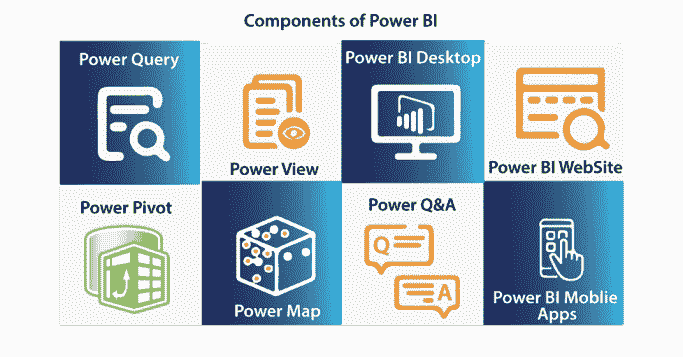 Components of Power BI
Power Query
Power View
Power BI Desktop
Power BI WebSite
Power Pivot
Power Map
Power Q&A
Q
A
Power BI Moblie
Apps